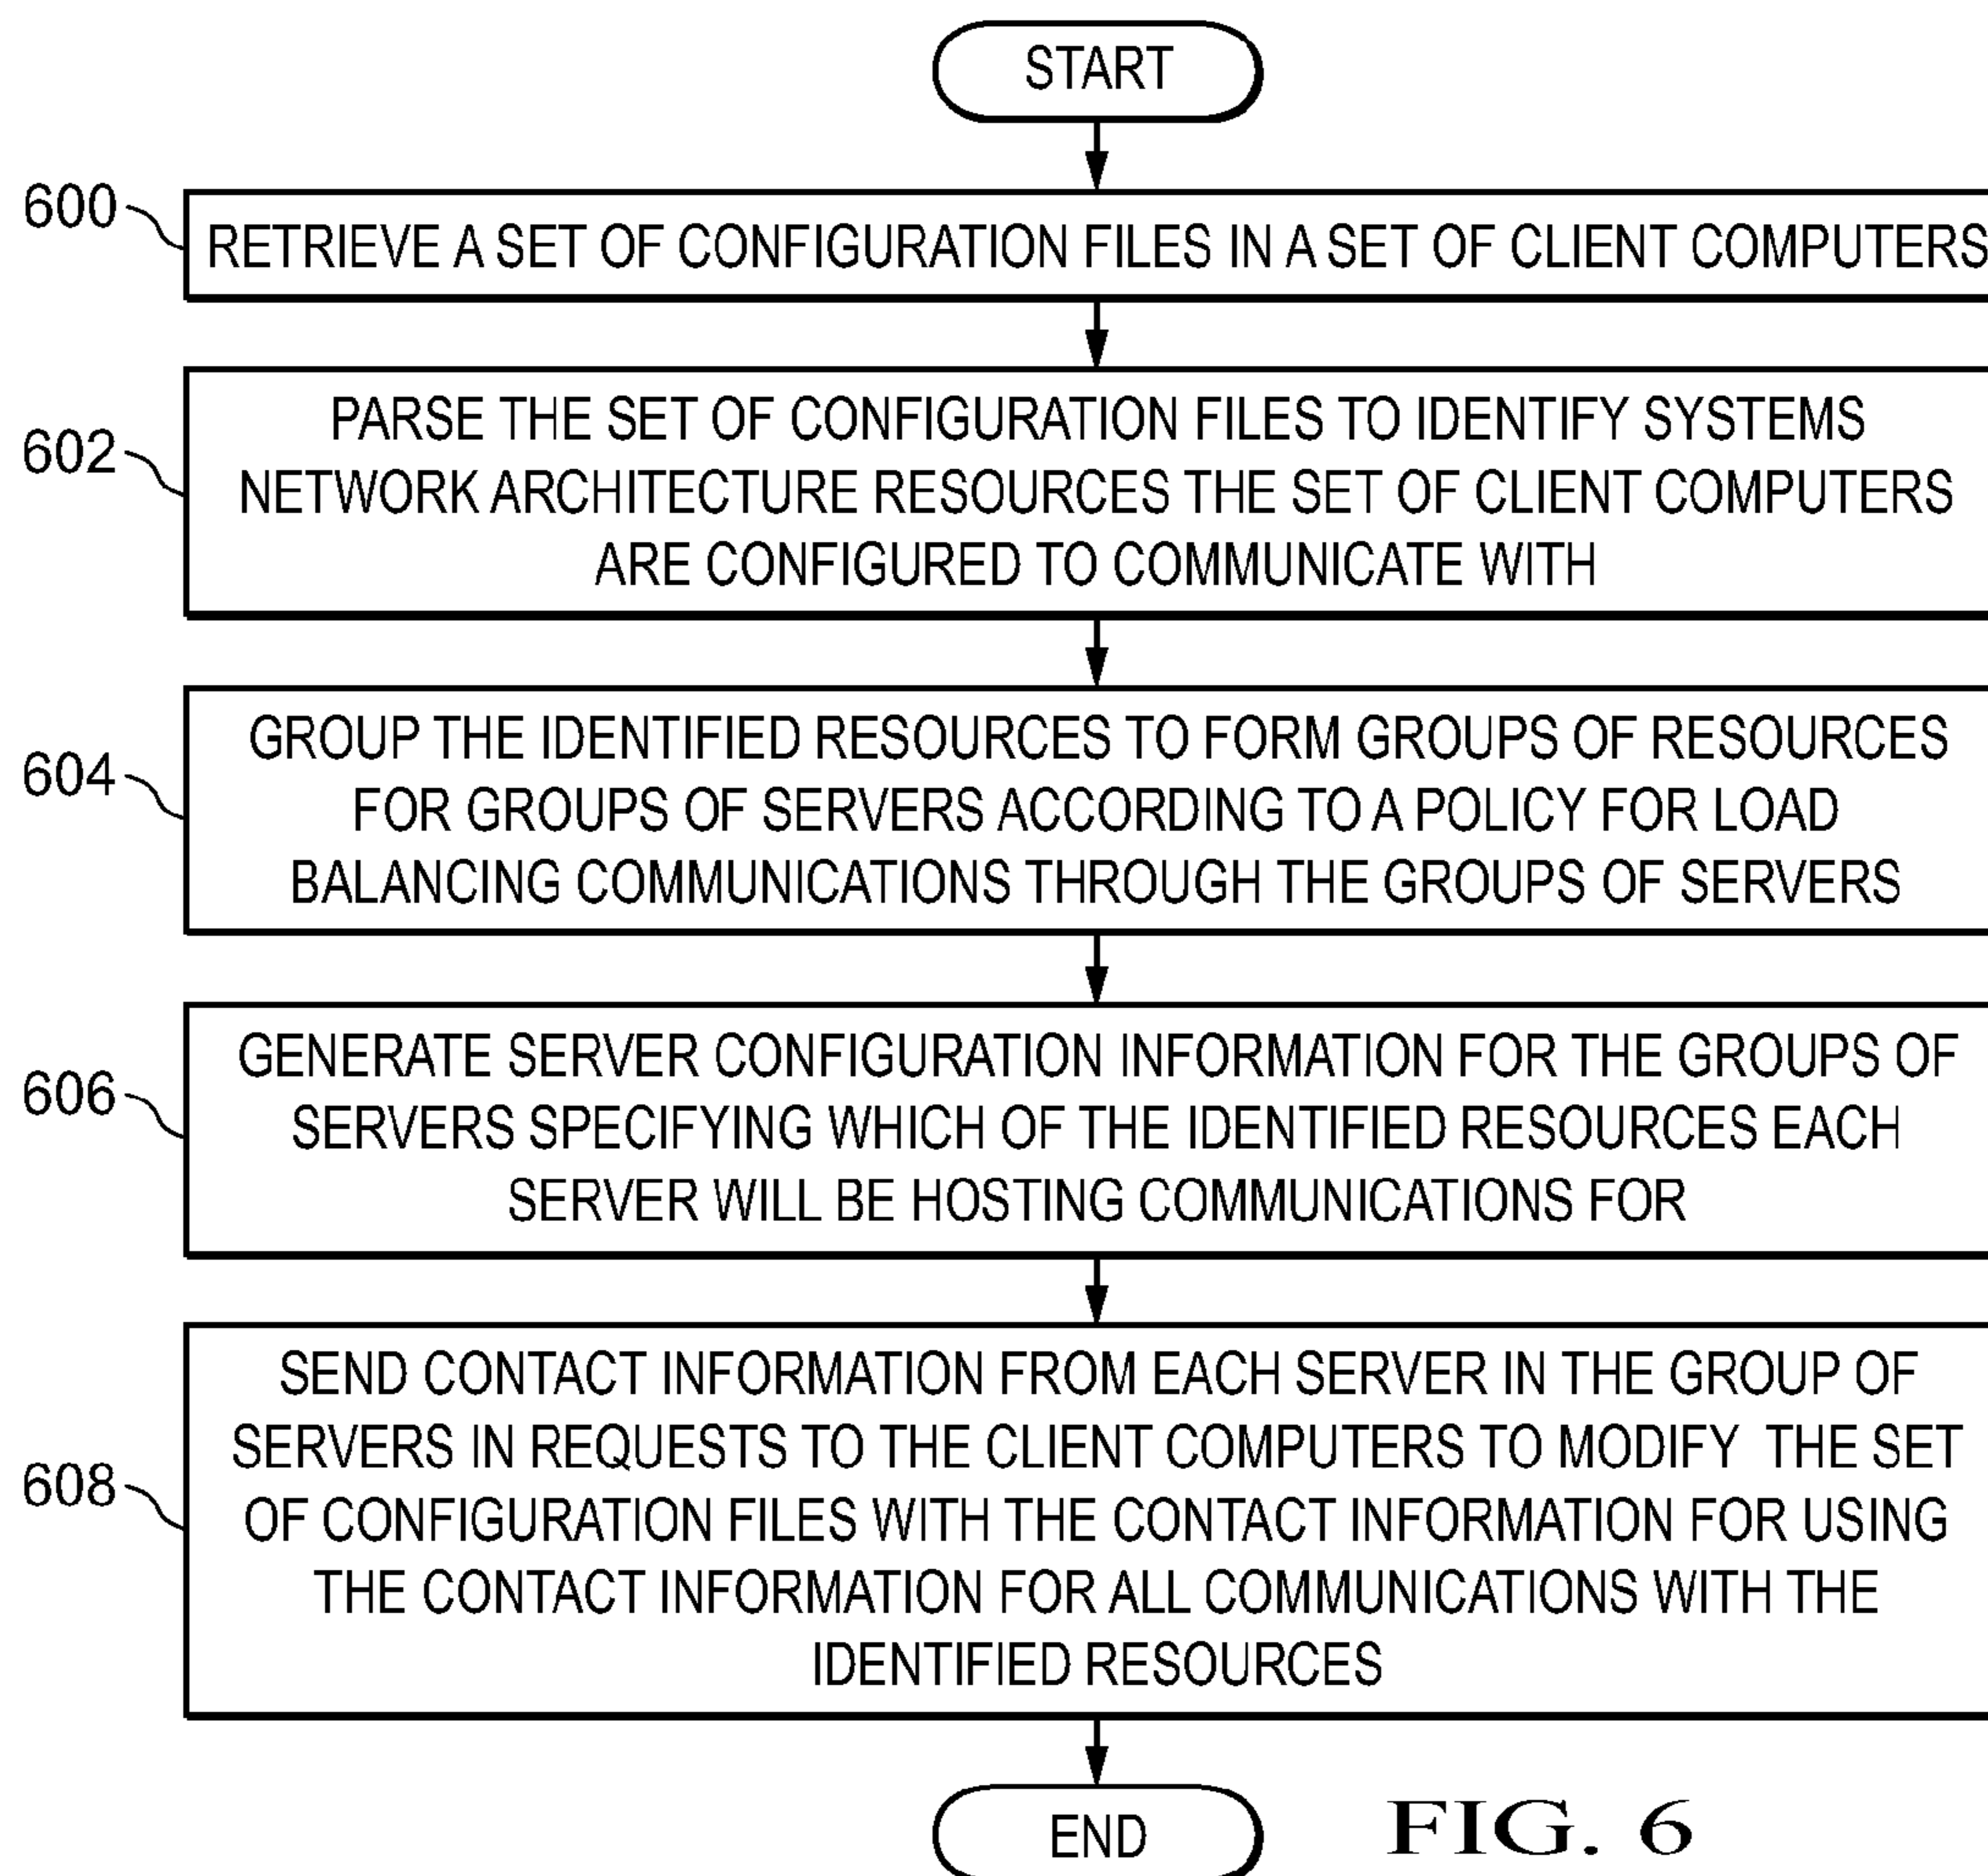 START
600
RETRIEVE A SET OF CONFIGURATION FILES IN A SET OF CLIENT COMPUTERS
602
PARSE THE SET OF CONFIGURATION FILES TO IDENTIFY SYSTEMS
NETWORK ARCHITECTURE RESOURCES THE SET OF CLIENT COMPUTERS
ARE CONFIGURED TO COMMUNICATE WITH
604
GROUP THE IDENTIFIED RESOURCES TO FORM GROUPS OF RESOURCES
FOR GROUPS OF SERVERS ACCORDING TO A POLICY FOR LOAD
BALANCING COMMUNICATIONS THROUGH THE GROUPS OF SERVERS
606
GENERATE SERVER CONFIGURATION INFORMATION FOR THE GROUPS OF
SERVERS SPECIFYING WHICH OF THE IDENTIFIED RESOURCES EACH
SERVER WILL BE HOSTING COMMUNICATIONS FOR
608
SEND CONTACT INFORMATION FROM EACH SERVER IN THE GROUP OF
SERVERS IN REQUESTS TO THE CLIENT COMPUTERS TO MODIFY THE SET
OF CONFIGURATION FILES WITH THE CONTACT INFORMATION FOR USING
THE CONTACT INFORMATION FOR ALL COMMUNICATIONS WITH THE
IDENTIFIED RESOURCES
END
FIG. 6